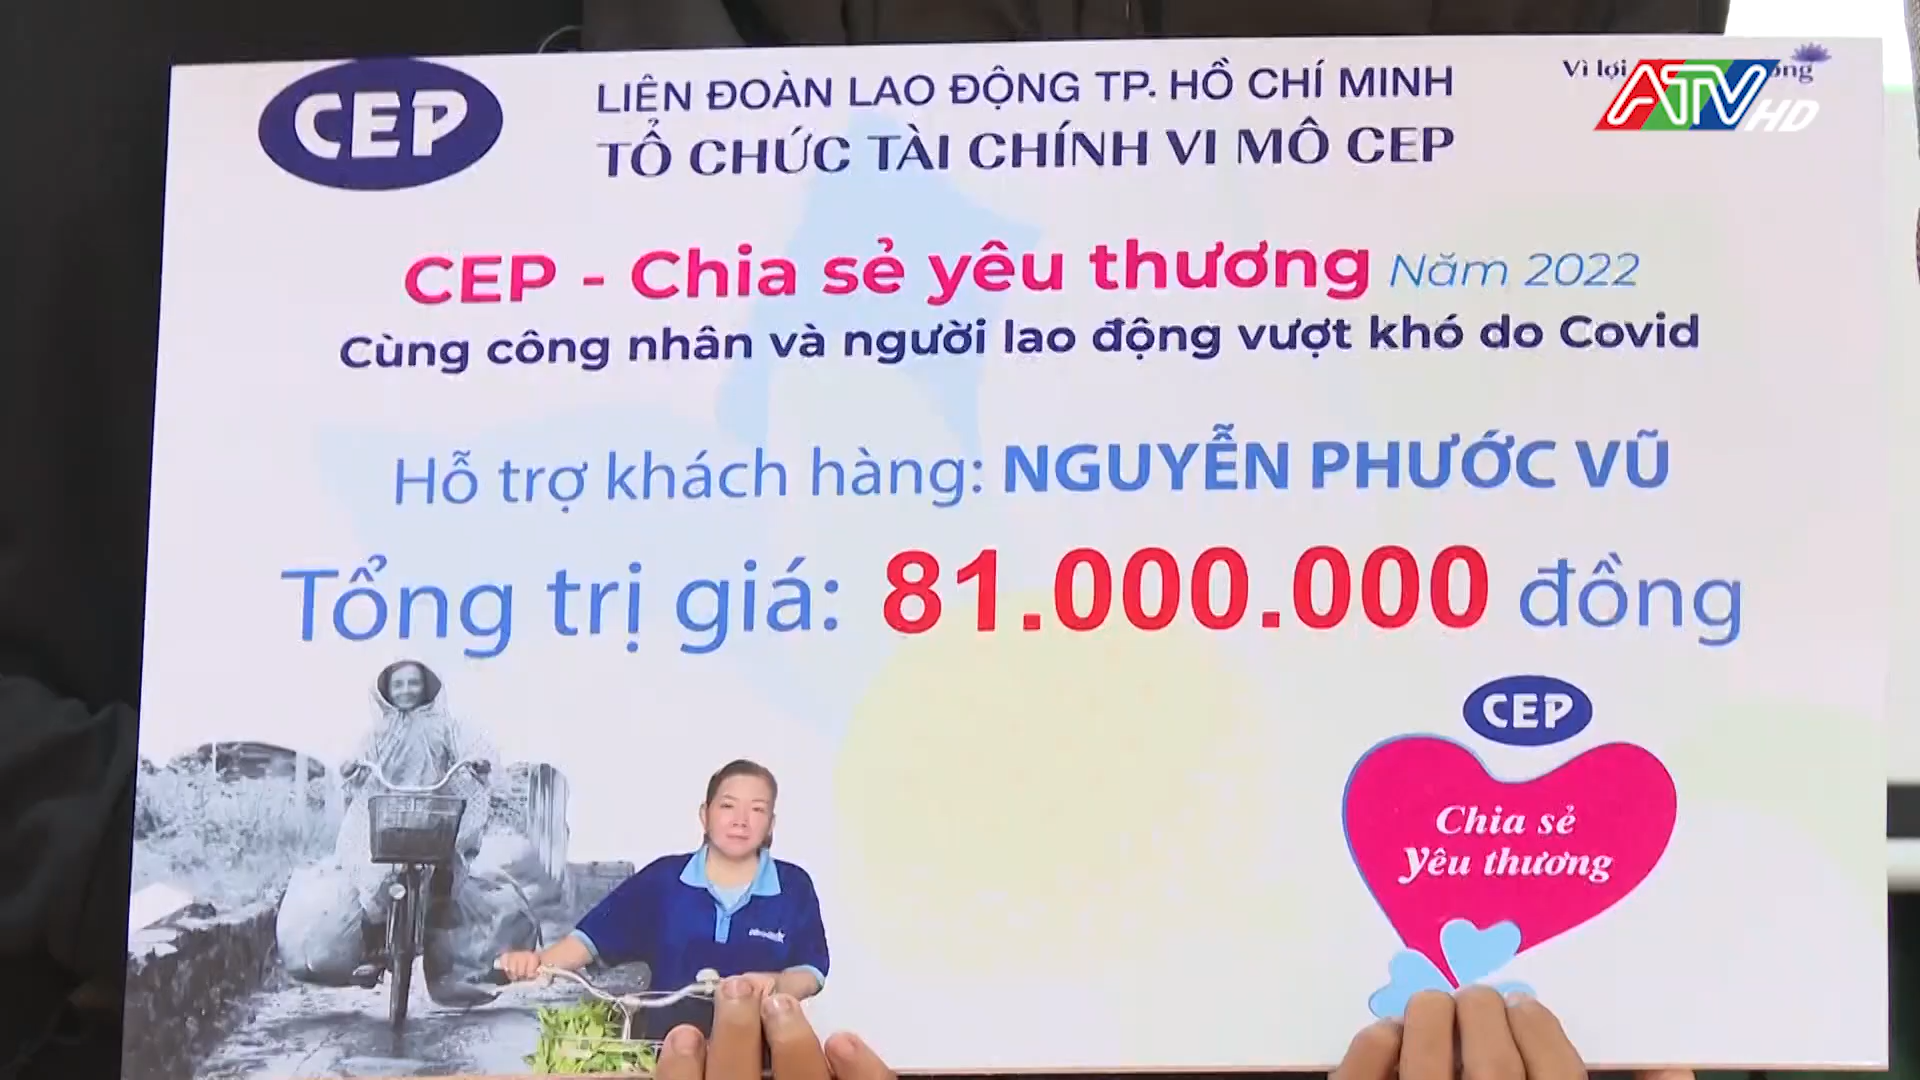 CEP
LIÊN ĐOÀN LAO ĐỘNG TP. HỒ CHÍ MINH
TỔ CHỨC TÀI CHÍNH VI MÔ CEP
Vì lợi
ATV HD
CEP - Chia sẻ yêu thương Năm 2022
Cùng công nhân và người lao động vượt khó do Covid
Hỗ trợ khách hàng: NGUYỄN PHƯỚC VŨ
Tổng trị giá: 81.000.000 đồng
CEP
Chia sẻ
yêu thương